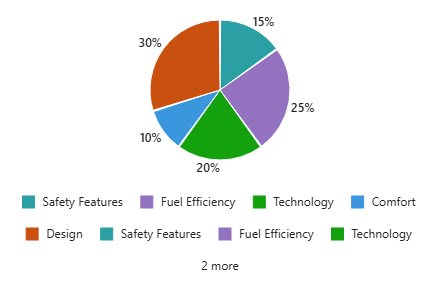 15%
30%
25%
10%
20%
Safety Features Fuel Efficiency Technology Comfort
Design Safety Features Fuel Efficiency Technology
2 more